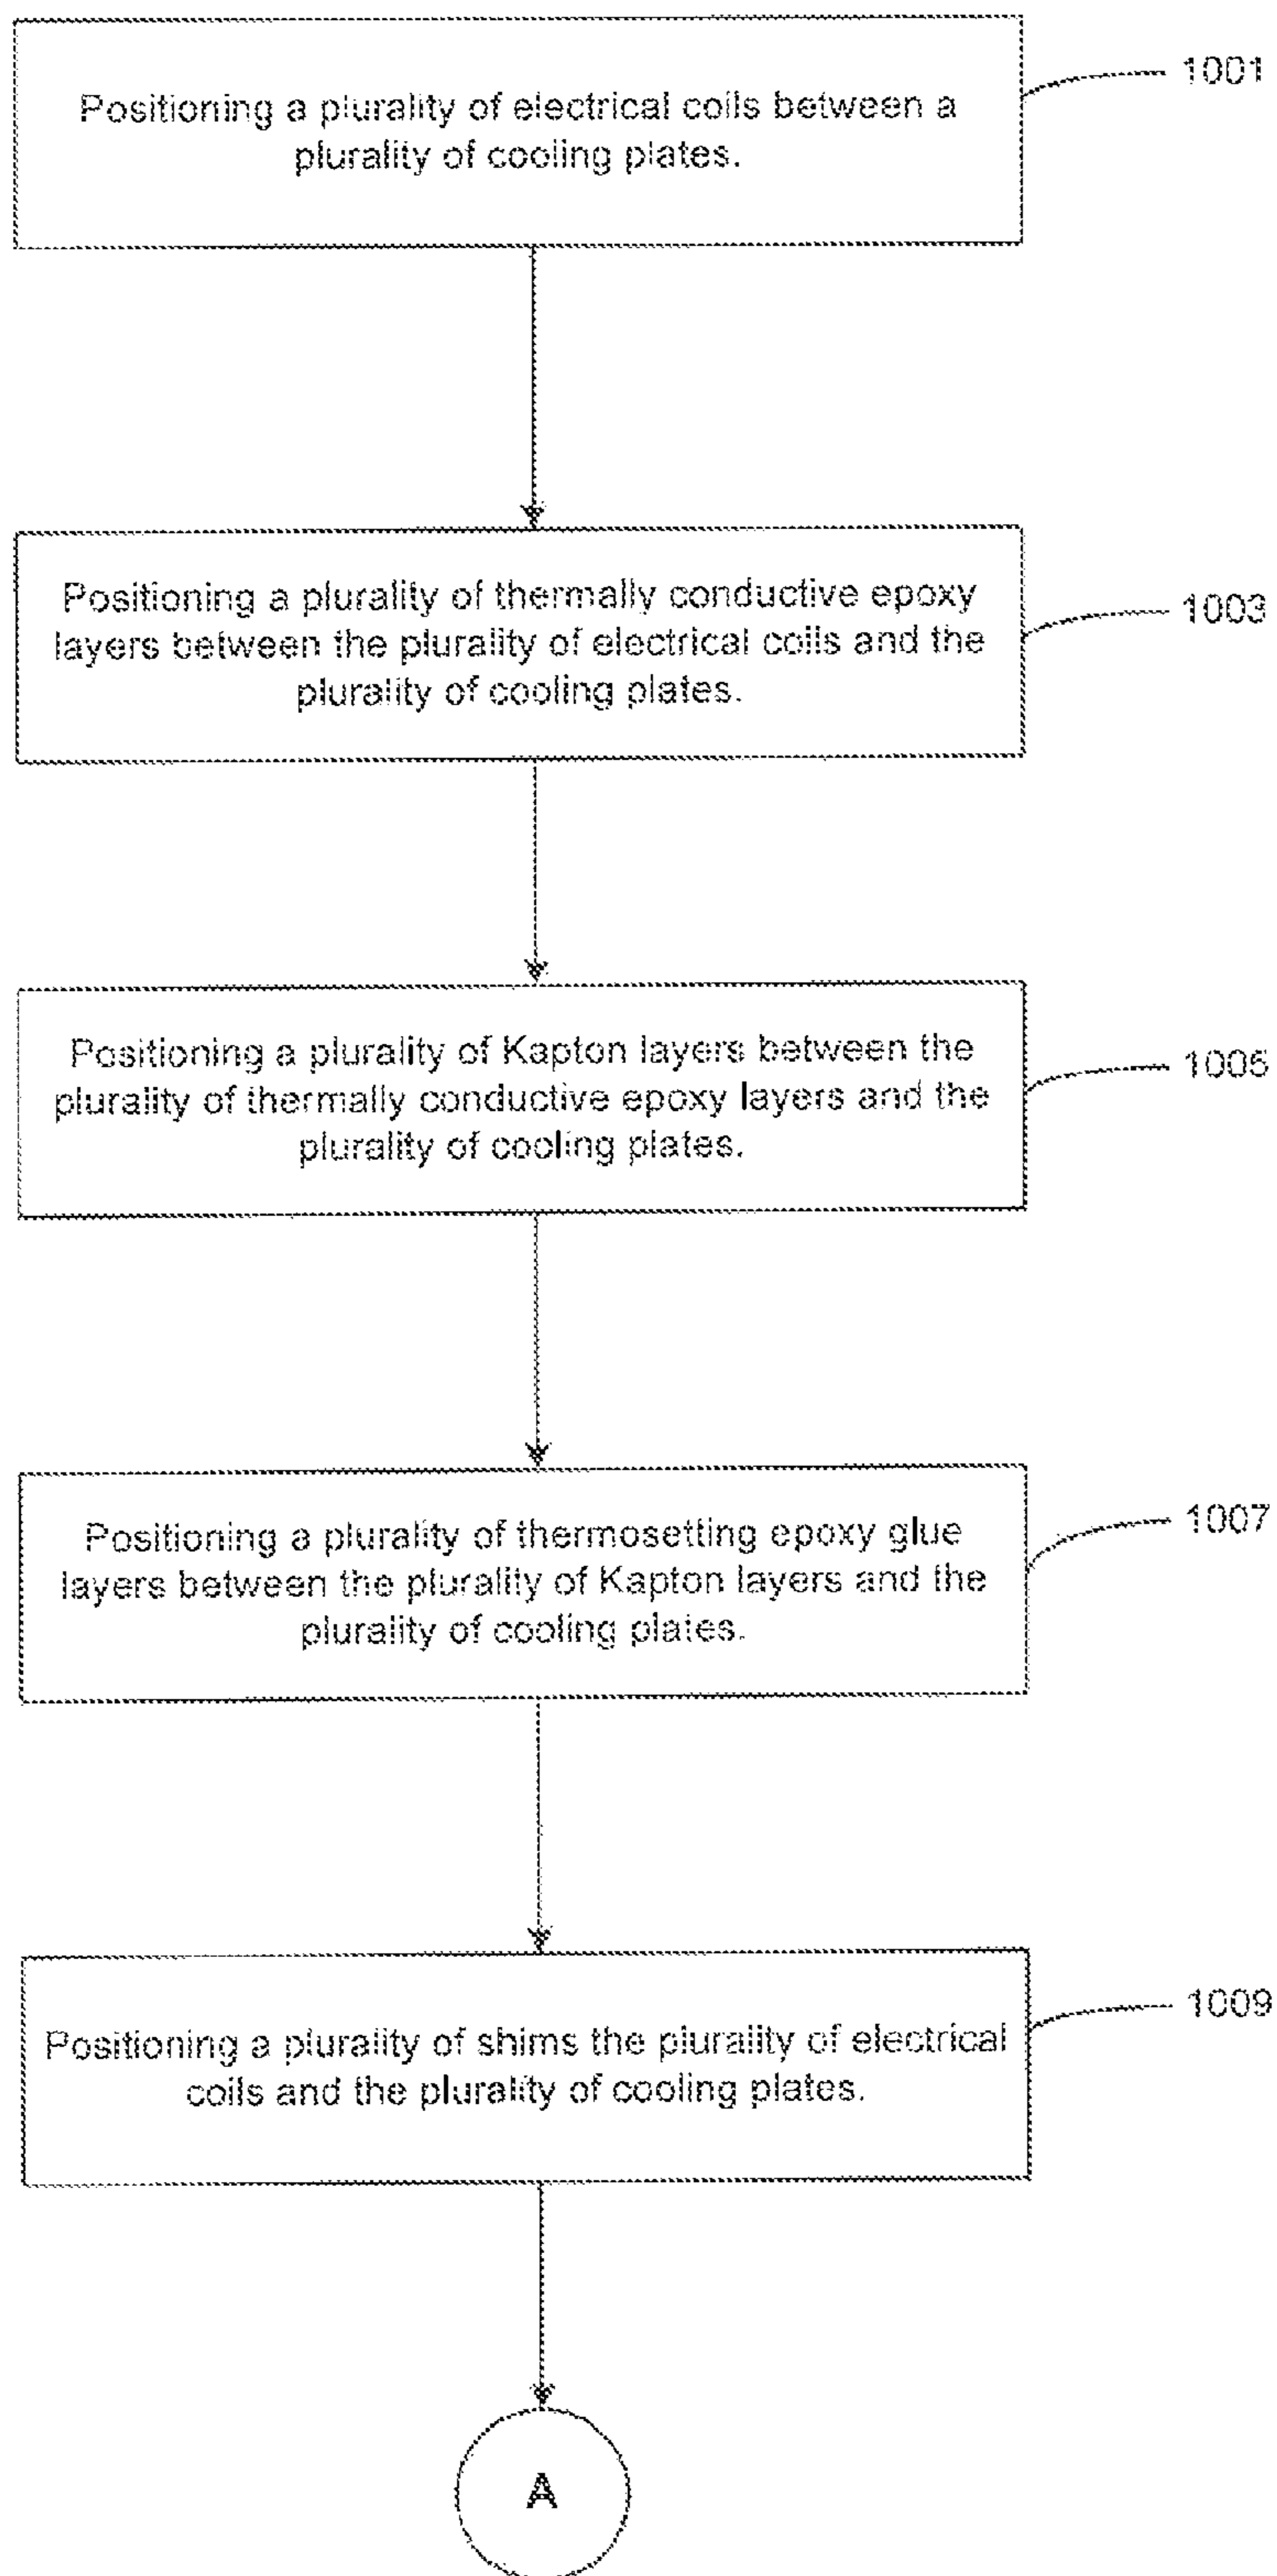 Positioning a plurality of electrical coils between a
plurality of cooling plates.
1001
Positioning a plurality of thermally conductive epoxy
layers between the plurality of electrical coils and the
plurality of cooling plates.
1003
Positioning a plurality of Kapton layers between the
plurality of thermally conductive epoxy layers and the
plurality of cooling plates.
1005
Positioning a plurality of thermosetting epoxy glue
layers between the plurality of Kapton layers and the
plurality of cooling plates.
1007
Positioning a plurality of shims the plurality of electrical
coils and the plurality of cooling plates.
1009
A